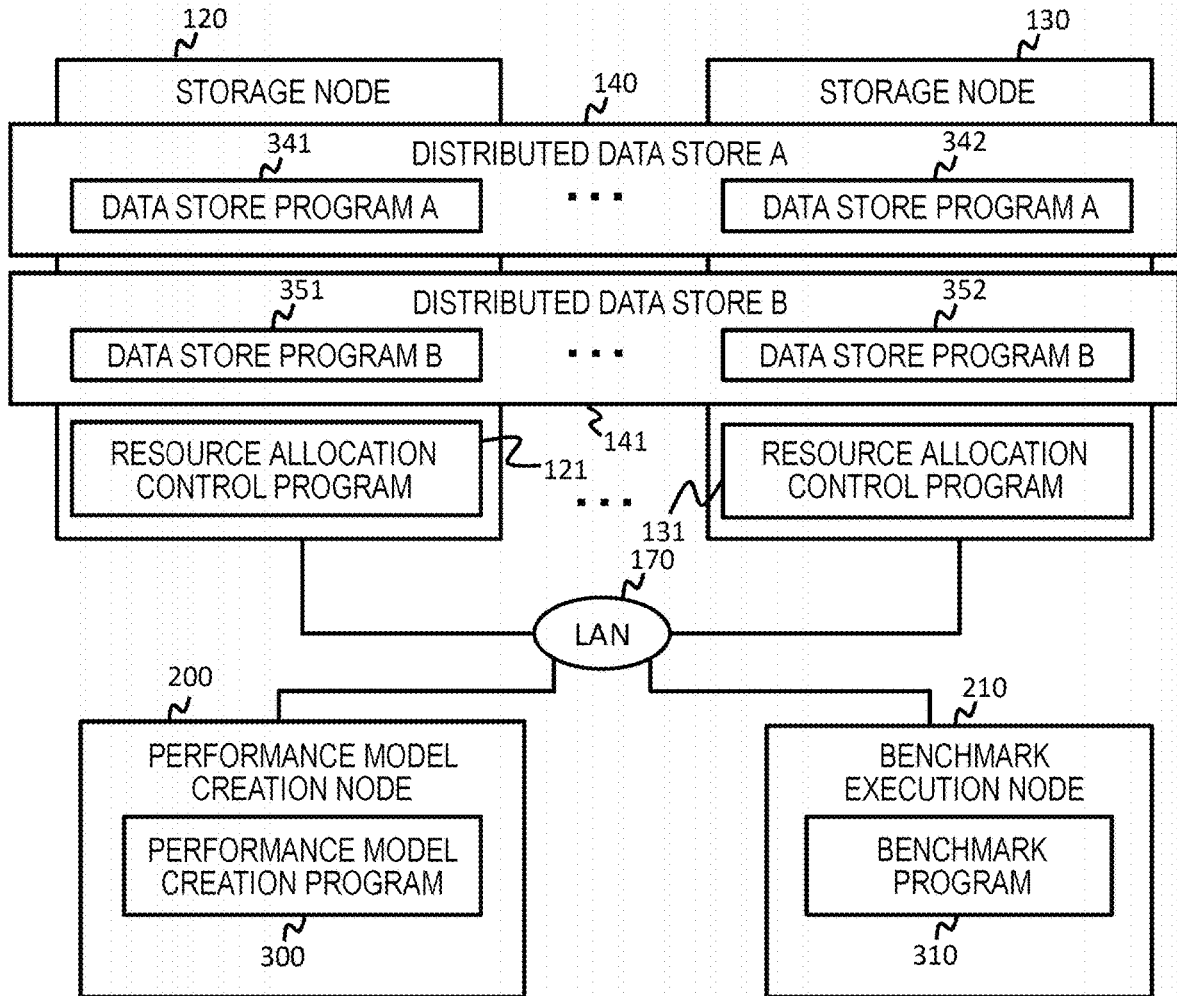 120
130
STORAGE NODE
STORAGE NODE
140
341
DISTRIBUTED DATA STORE A
342
DATA STORE PROGRAM A
...
DATA STORE PROGRAM A
351
DISTRIBUTED DATA STORE B
352
DATA STORE PROGRAM B
...
DATA STORE PROGRAM B
141
RESOURCE ALLOCATION
CONTROL PROGRAM
121
...
RESOURCE ALLOCATION
CONTROL PROGRAM
131
170
LAN
200
210
PERFORMANCE MODEL
CREATION NODE
BENCHMARK
EXECUTION NODE
PERFORMANCE MODEL
CREATION PROGRAM
BENCHMARK
PROGRAM
300
310